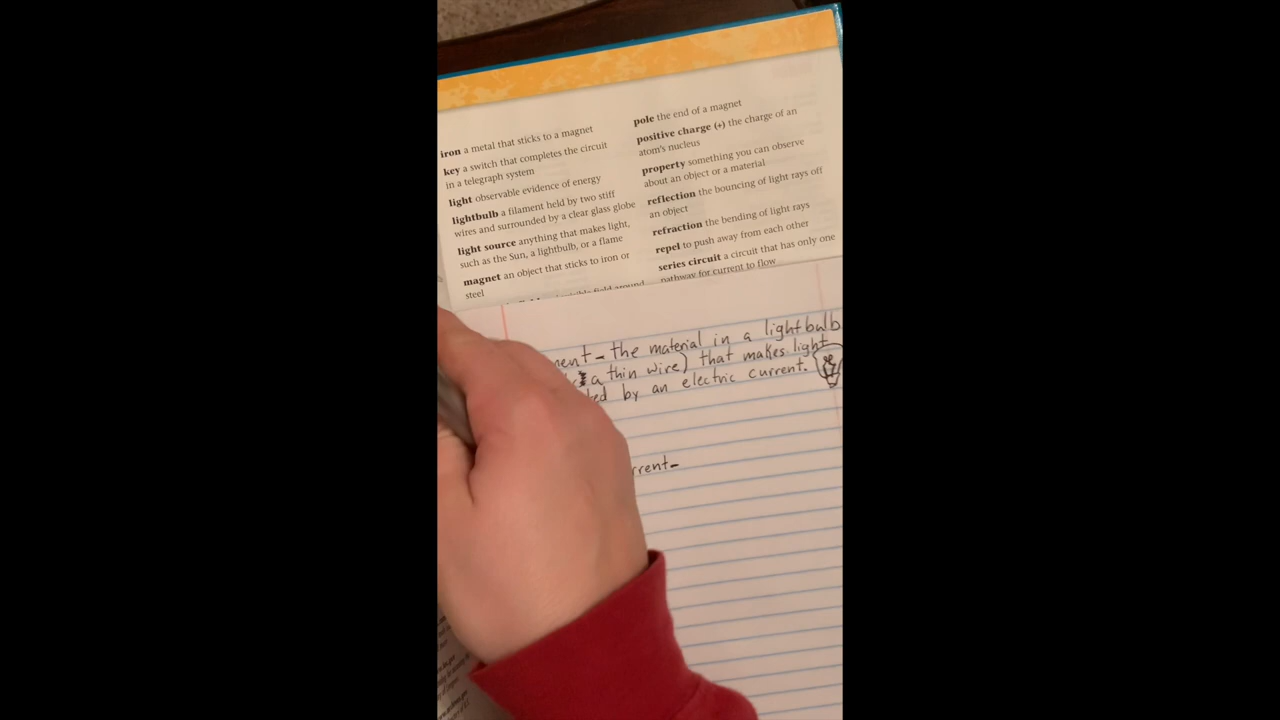 iron a metal that sticks to a magnet
key a switch that completes the circuit
in a telegraph system
light observable evidence of energy
lightbulb a filament held by two stiff
wires and surrounded by a clear glass globe
light source anything that makes light,
such as the Sun, a lightbulb, or a flame
magnet an object that sticks to iron or
steel
field around
pole the end of a magnet
positive charge (+) the charge of an
atom's nucleus
property something you can observe
about an object or a material
reflection the bouncing of light rays off
an object
refraction the bending of light rays
repel to push away from each other
series circuit a circuit that has only one
pathway for current to flow
ment - the material in a lightbulb
a thin wire) that makes light
ted by an electric current.
rrent-